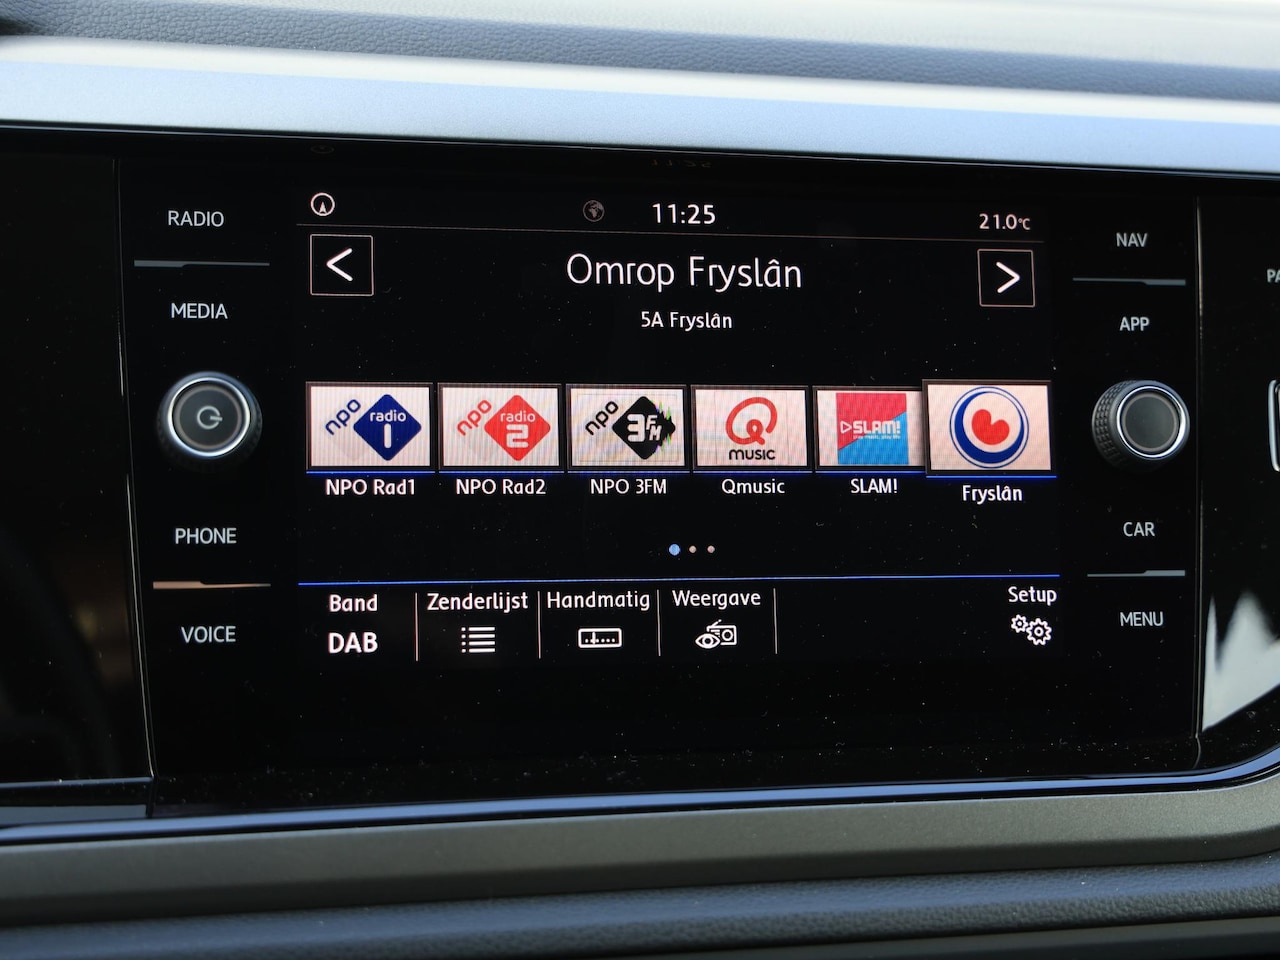 RADIO
MEDIA
PHONE
VOICE
11:25
21.0°C
<
Omrop Fryslân
>
5A Fryslân
npo radio 1
npo radio 2
npo 3FM
Q MUSIC
SLAM!
NPO Rad1
NPO Rad2
NPO 3FM
Qmusic
SLAM!
Fryslân
Band
DAB
Zenderlijst
Handmatig
Weergave
Setup
NAV
APP
CAR
MENU